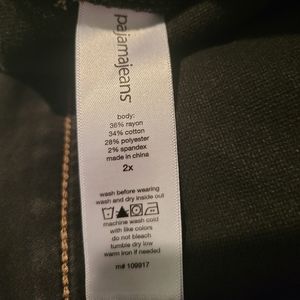 pajamajeans®
body:
36% rayon
34% cotton
28% polyester
2% spandex
made in china
2x
wash before wearing
wash and dry inside out
machine wash cold
with like colors
do not bleach
tumble dry low
warm iron if needed
m# 109917